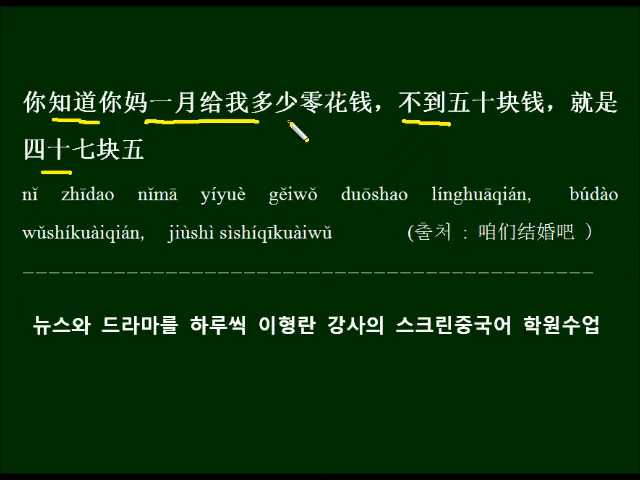 你知道你妈一月给我多少零花钱，不到五十块钱，就是
四十七块五
nǐ zhīdao nǐmā yíyuè gěiwǒ duōshao línghuāqián, búdào
wǔshíkuàiqián, jiùshì sìshíqīkuàiwǔ (출처 : 咱们结婚吧 )
뉴스와 드라마를 하루씩 이형란 강사의 스크린중국어 학원수업